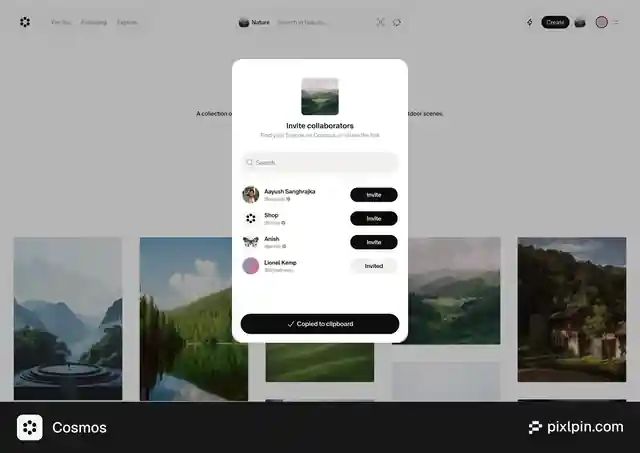 For You Following Explore
Nature Search in Nature...
Create
A collection o
tdoor scenes.
Invite collaborators
Find your friends on Cosmos or share the link
Search
Aayush Sanghrajka
Invite
Shop
Invite
Anish
Invite
Lionel Kemp
Invited
Copied to clipboard
Cosmos
pixlpin.com